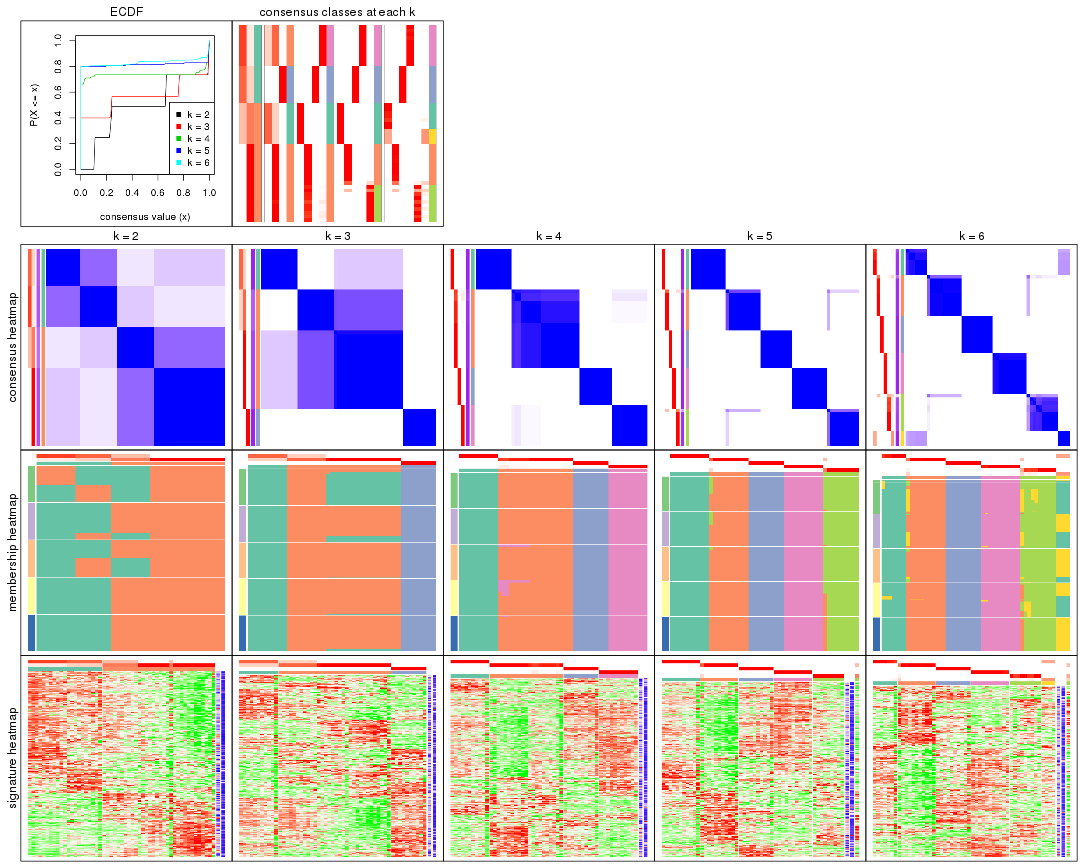 ECDF
consensus classes at each k
P(X <= x)
0.0 0.2 0.4 0.6 0.8 1.0
k = 2
k = 3
k = 4
k = 5
k = 6
0.0 0.2 0.4 0.6 0.8 1.0
consensus value (x)
k = 2
k = 3
k = 4
k = 5
k = 6
consensus heatmap
membership heatmap
signature heatmap